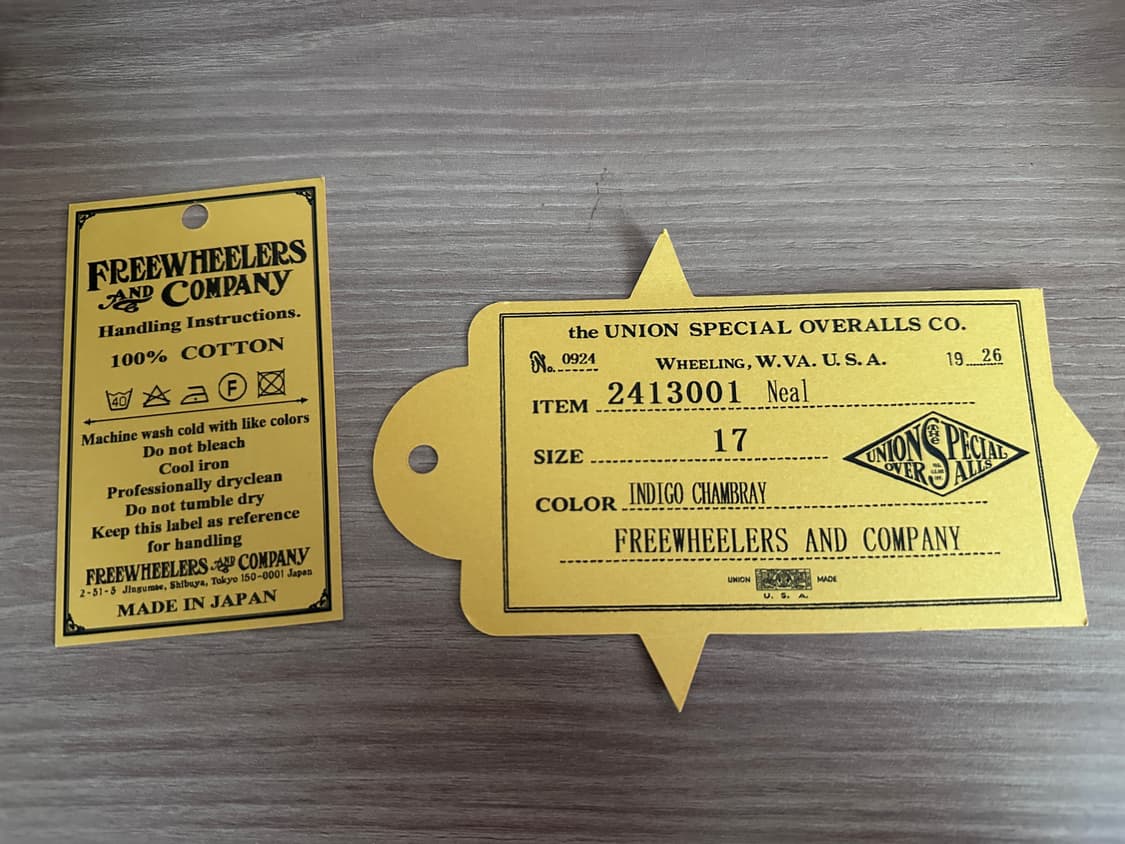 FREEWHEELERS
AND COMPANY
Handling Instructions.
100% COTTON
40 F
Machine wash cold with like colors
Do not bleach
Cool iron
Professionally dryclean
Do not tumble dry
Keep this label as reference
for handling
FREEWHEELERS AND COMPANY
2-31-3 Jingumae, Shibuya, Tokyo 150-0001 Japan
MADE IN JAPAN
the UNION SPECIAL OVERALLS CO.
No. 0924 WHEELING, W.VA. U.S.A. 19 26
ITEM 2413001 Neal
SIZE 17
THE
UNION SPECIAL
OVERALLS
COLOR INDIGO CHAMBRAY
FREEWHEELERS AND COMPANY
UNION MADE
U. S. A.